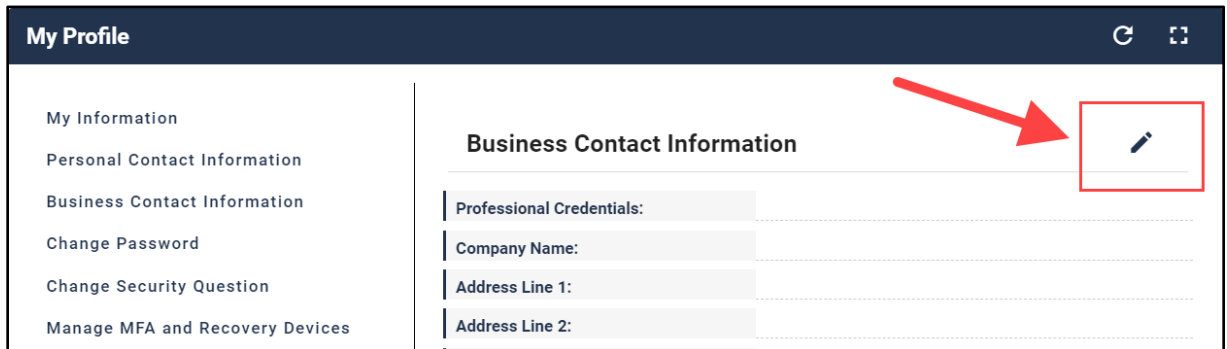 My Profile
My Information
Personal Contact Information
Business Contact Information
Change Password
Change Security Question
Manage MFA and Recovery Devices
Business Contact Information
Professional Credentials:
Company Name:
Address Line 1:
Address Line 2: